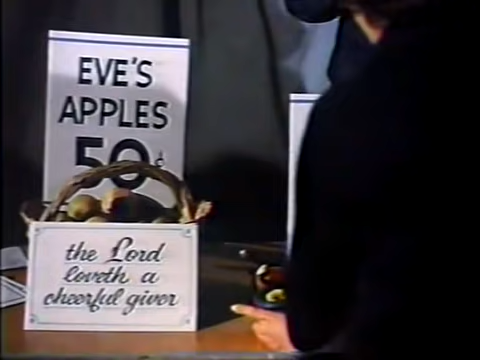 EVE'S
APPLES
50¢
the Lord
loveth a
cheerful giver